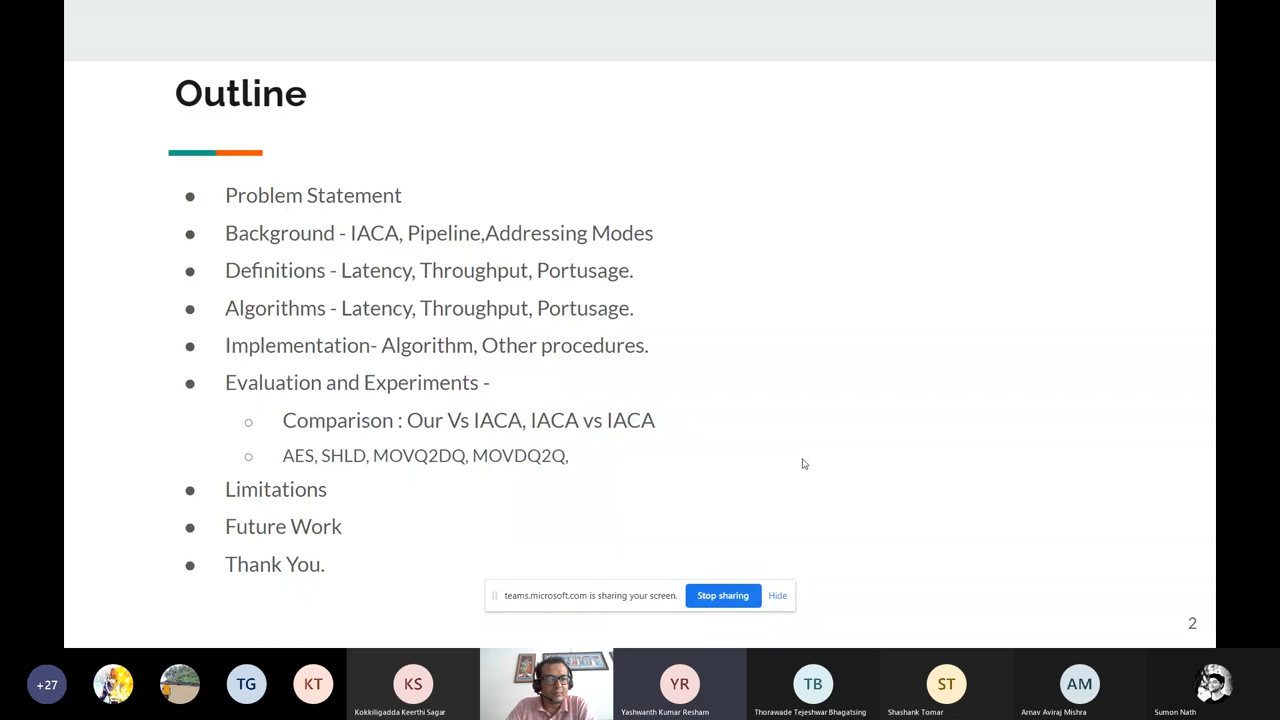 Outline
● Problem Statement
● Background - IACA, Pipeline,Addressing Modes
● Definitions - Latency, Throughput, Portusage.
● Algorithms - Latency, Throughput, Portusage.
● Implementation- Algorithm, Other procedures.
● Evaluation and Experiments -
○ Comparison : Our Vs IACA, IACA vs IACA
○ AES, SHLD, MOVQ2DQ, MOVDQ2Q,
● Limitations
● Future Work
● Thank You.
teams.microsoft.com is sharing your screen. Stop sharing Hide
2
+27 TG KT KS YR TB ST AM
Kokkiligadda Keerthi Sagar Yashwanth Kumar Resham Thorawade Tejeshwar Bhagatsing Shashank Tomar Arnav Aviraj Mishra Sumon Nath